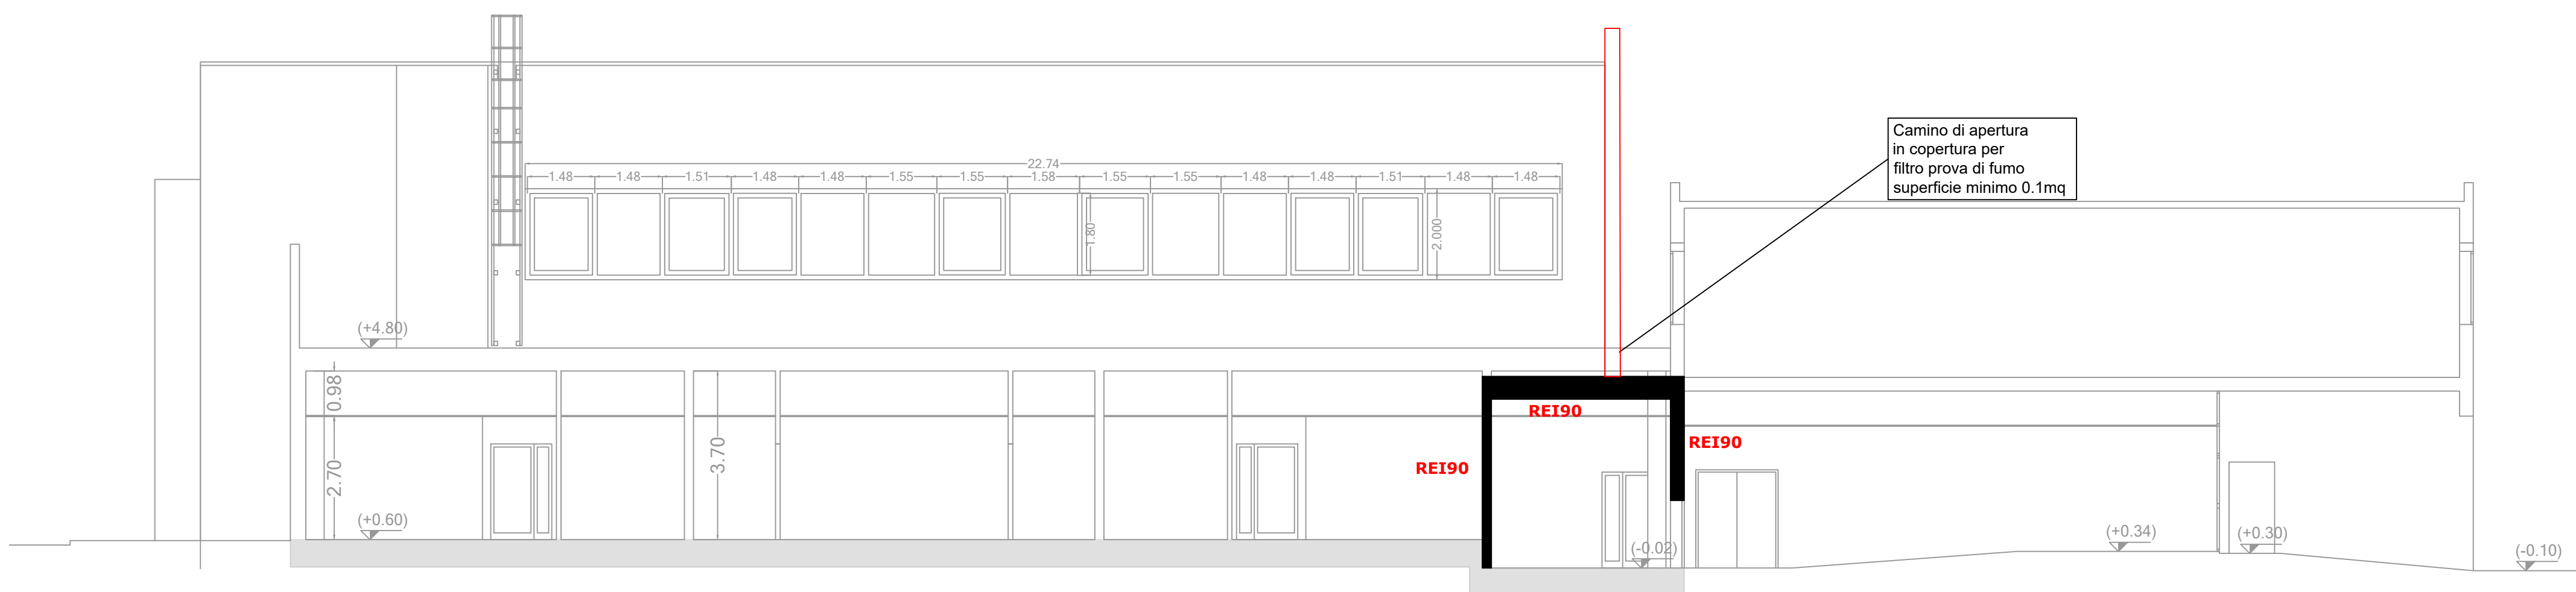 Camino di apertura
in copertura per
filtro prova di fumo
superficie minimo 0.1mq
22.74
1.48 1.48 1.51 1.48 1.48 1.55 1.55 1.58 1.55 1.55 1.48 1.48 1.51 1.48 1.48
1.80
2.000
(+4.80)
0.98
REI90
REI90
REI90
3.70
2.70
(+0.60)
(-0.02)
(+0.34)
(+0.30)
(-0.10)